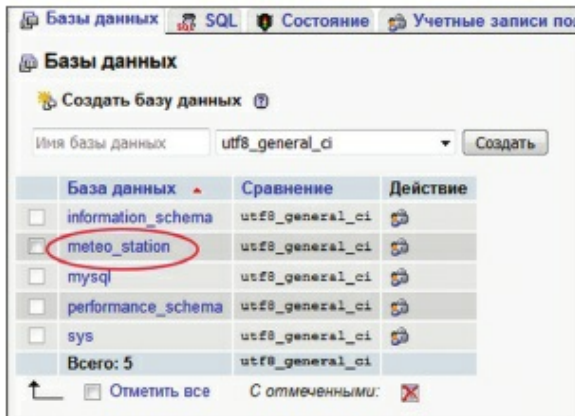 Базы данных SQL Состояние Учетные записи пол
Базы данных
Создать базу данных
Имя базы данных utf8_general_ci Создать
База данных Сравнение Действие
information_schema utf8_general_ci
meteo_station utf8_general_ci
mysql utf8_general_ci
performance_schema utf8_general_ci
sys utf8_general_ci
Всего: 5 utf8_general_ci
Отметить все С отмеченными: